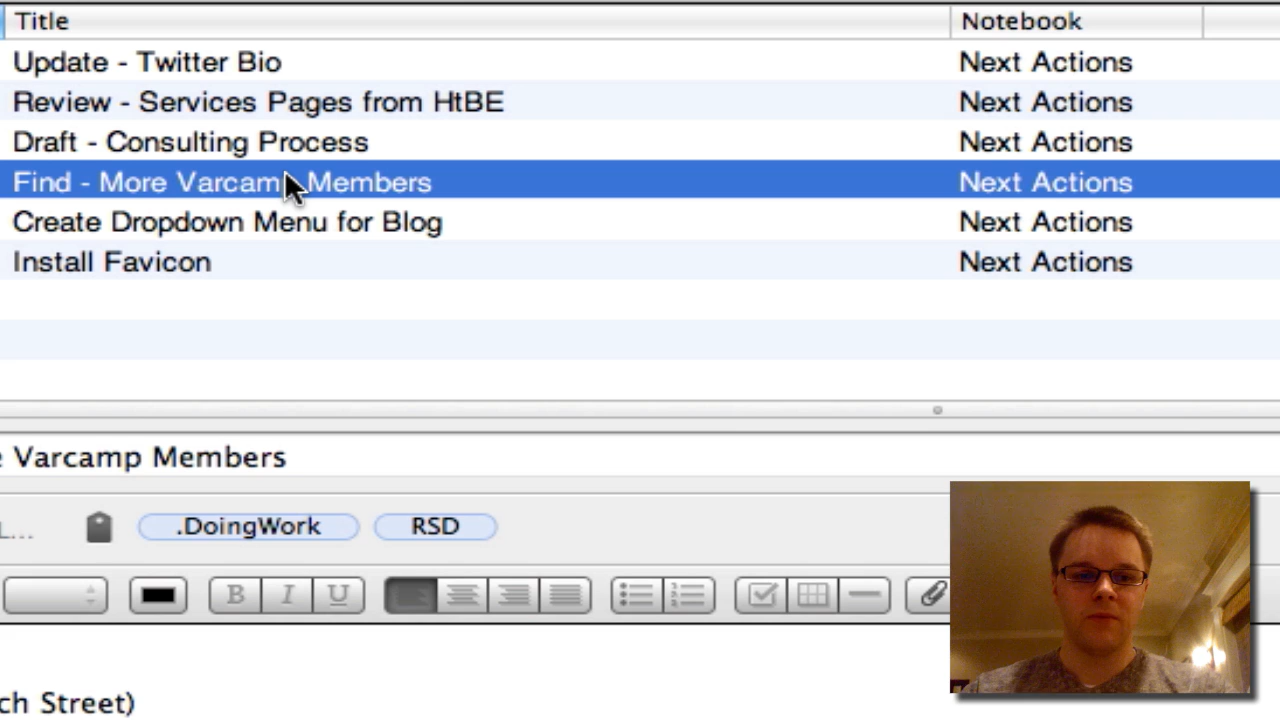 Title Notebook
Update - Twitter Bio Next Actions
Review - Services Pages from HtBE Next Actions
Draft - Consulting Process Next Actions
Find - More Varcamp Members Next Actions
Create Dropdown Menu for Blog Next Actions
Install Favicon Next Actions
e Varcamp Members
L... .DoingWork RSD
B I U
ch Street)